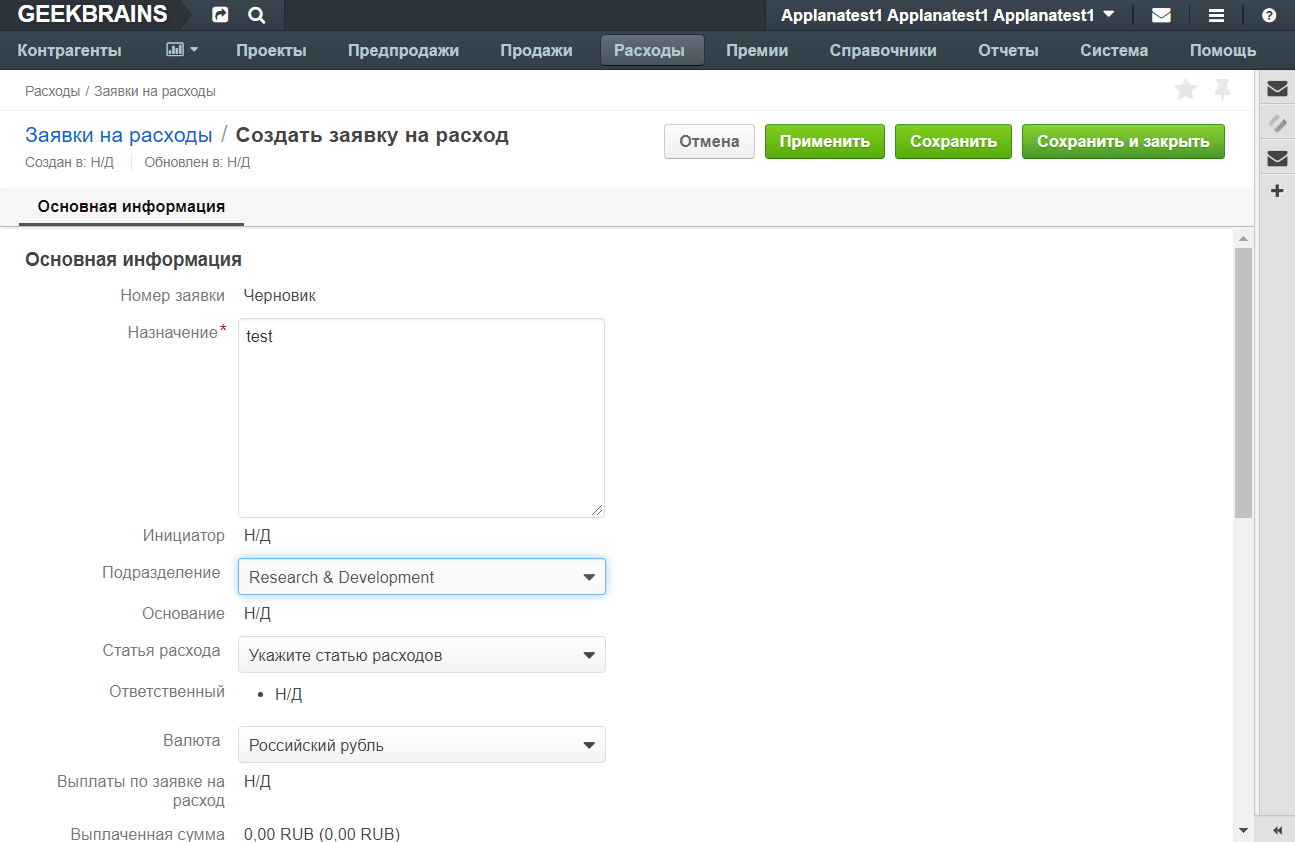 GEEKBRAINS
Applanatest1 Applanatest1 Applanatest1
Контрагенты Проекты Предпродажи Продажи Расходы Премии Справочники Отчеты Система Помощь
Расходы / Заявки на расходы
Заявки на расходы / Создать заявку на расход
Отмена Применить Сохранить Сохранить и закрыть
Создан в: Н/Д Обновлен в: Н/Д
Основная информация
Основная информация
Номер заявки Черновик
Назначение* test
Инициатор Н/Д
Подразделение Research & Development
Основание Н/Д
Статья расхода Укажите статью расходов
Ответственный • Н/Д
Валюта Российский рубль
Выплаты по заявке на Н/Д
расход
Выплаченная сумма 0,00 RUB (0,00 RUB)